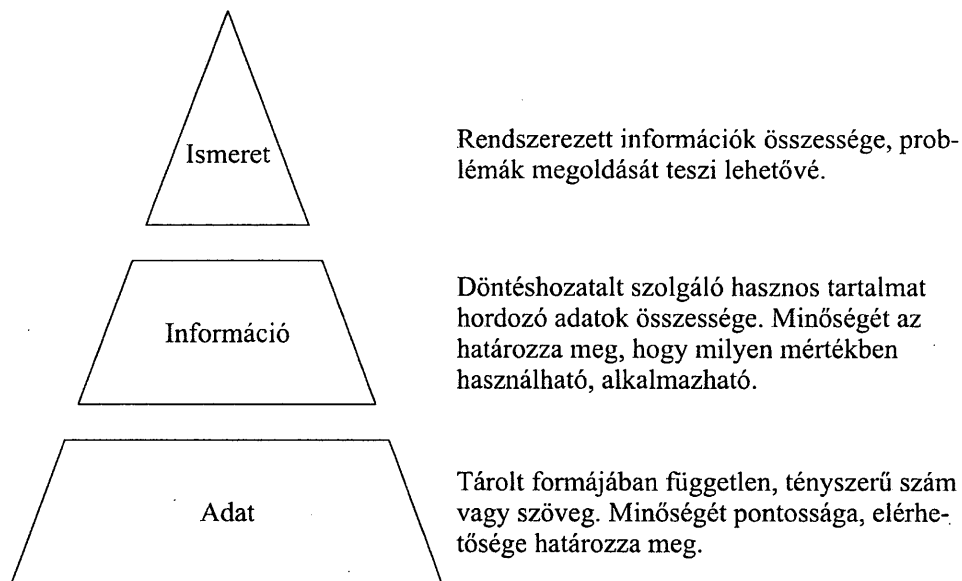 Ismeret
Rendszerezett információk összessége, prob-
lémák megoldását teszi lehetővé.
Információ
Döntéshozatalt szolgáló hasznos tartalmat
hordozó adatok összessége. Minőségét az
határozza meg, hogy milyen mértékben
használható, alkalmazható.
Adat
Tárolt formájában független, tényszerű szám
vagy szöveg. Minőségét pontossága, elérhe-
tősége határozza meg.